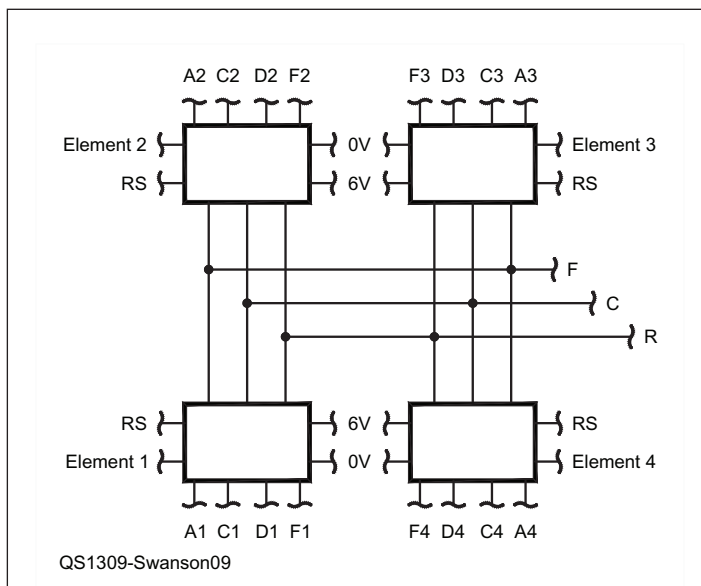 A2 C2 D2 F2 F3 D3 C3 A3
Element 2 0V Element 3
RS 6V RS
F
C
R
RS 6V RS
Element 1 0V Element 4
A1 C1 D1 F1 F4 D4 C4 A4
QS1309-Swanson09